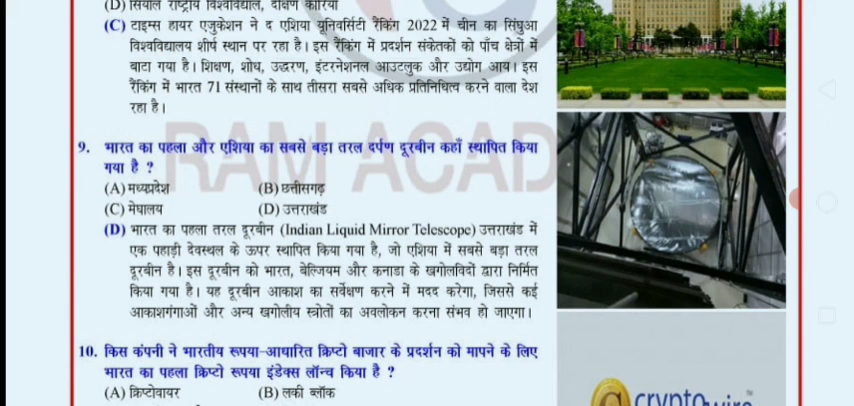 (D) सियोल राष्ट्रीय विश्वविद्यालय, दक्षिण कोरिया
(C) टाइम्स हायर एजुकेशन ने द एशिया यूनिवर्सिटी रैंकिंग 2022 में चीन का सिंघुआ
विश्वविद्यालय शीर्ष स्थान पर रहा है। इस रैंकिंग में प्रदर्शन संकेतकों को पाँच क्षेत्रों में
बाटा गया है। शिक्षण, शोध, उद्धरण, इंटरनेशनल आउटलुक और उद्योग आय। इस
रैंकिंग में भारत 71 संस्थानों के साथ तीसरा सबसे अधिक प्रतिनिधित्व करने वाला देश
रहा है।
RAM ACAD
9. भारत का पहला और एशिया का सबसे बड़ा तरल दर्पण दूरबीन कहाँ स्थापित किया
गया है ?
(A) मध्यप्रदेश (B) छत्तीसगढ़
(C) मेघालय (D) उत्तराखंड
(D) भारत का पहला तरल दूरबीन (Indian Liquid Mirror Telescope) उत्तराखंड में
एक पहाड़ी देवस्थल के ऊपर स्थापित किया गया है, जो एशिया में सबसे बड़ा तरल
दूरबीन है। इस दूरबीन को भारत, बेल्जियम और कनाडा के खगोलविदों द्वारा निर्मित
किया गया है। यह दूरबीन आकाश का सर्वेक्षण करने में मदद करेगा, जिससे कई
आकाशगंगाओं और अन्य खगोलीय स्त्रोतों का अवलोकन करना संभव हो जाएगा।
10. किस कंपनी ने भारतीय रूपया-आधारित क्रिप्टो बाजार के प्रदर्शन को मापने के लिए
भारत का पहला क्रिप्टो रूपया इंडेक्स लॉन्च किया है ?
(A) क्रिप्टोवायर (B) लकी ब्लॉक
cryptowire